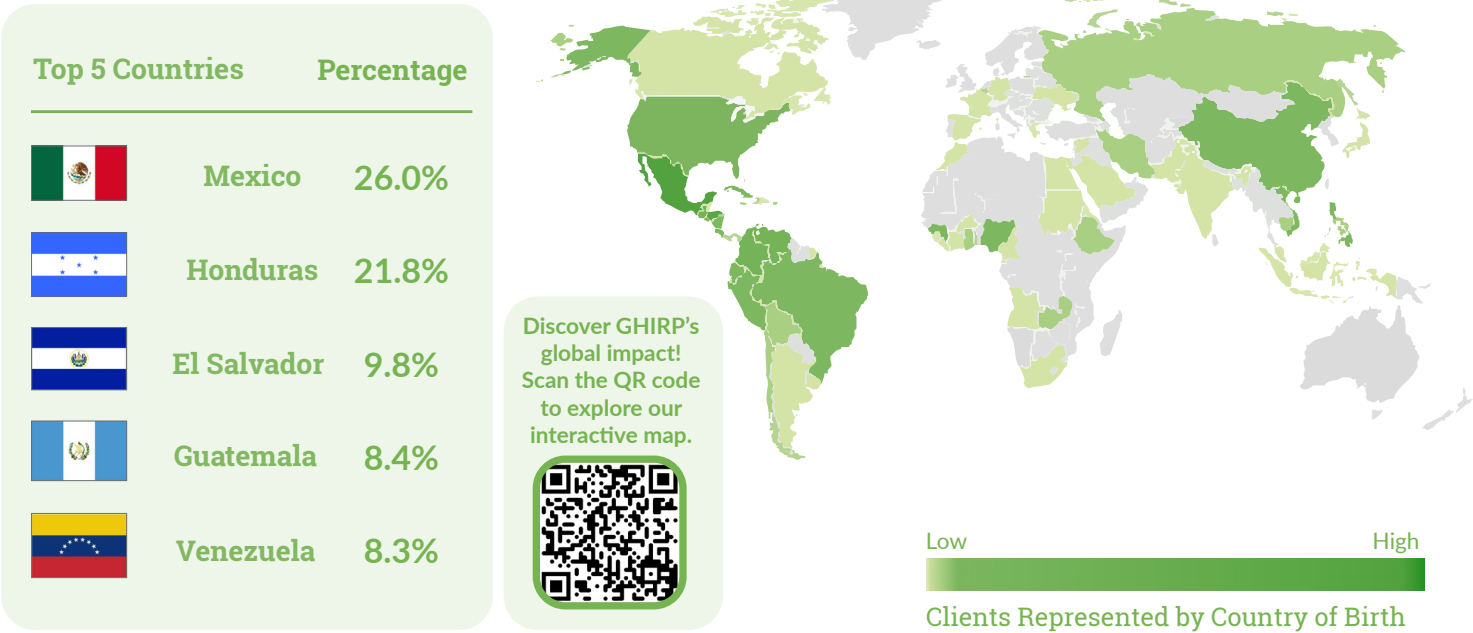 Top 5 Countries Percentage
Mexico 26.0%
Honduras 21.8%
El Salvador 9.8%
Guatemala 8.4%
Venezuela 8.3%
Discover GHIRP’s
global impact!
Scan the QR code
to explore our
interactive map.
Low High
Clients Represented by Country of Birth